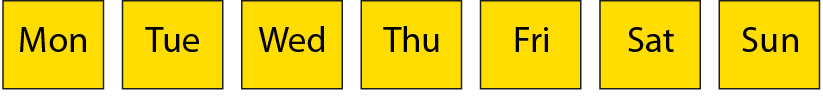 Mon Tue Wed Thu Fri Sat Sun